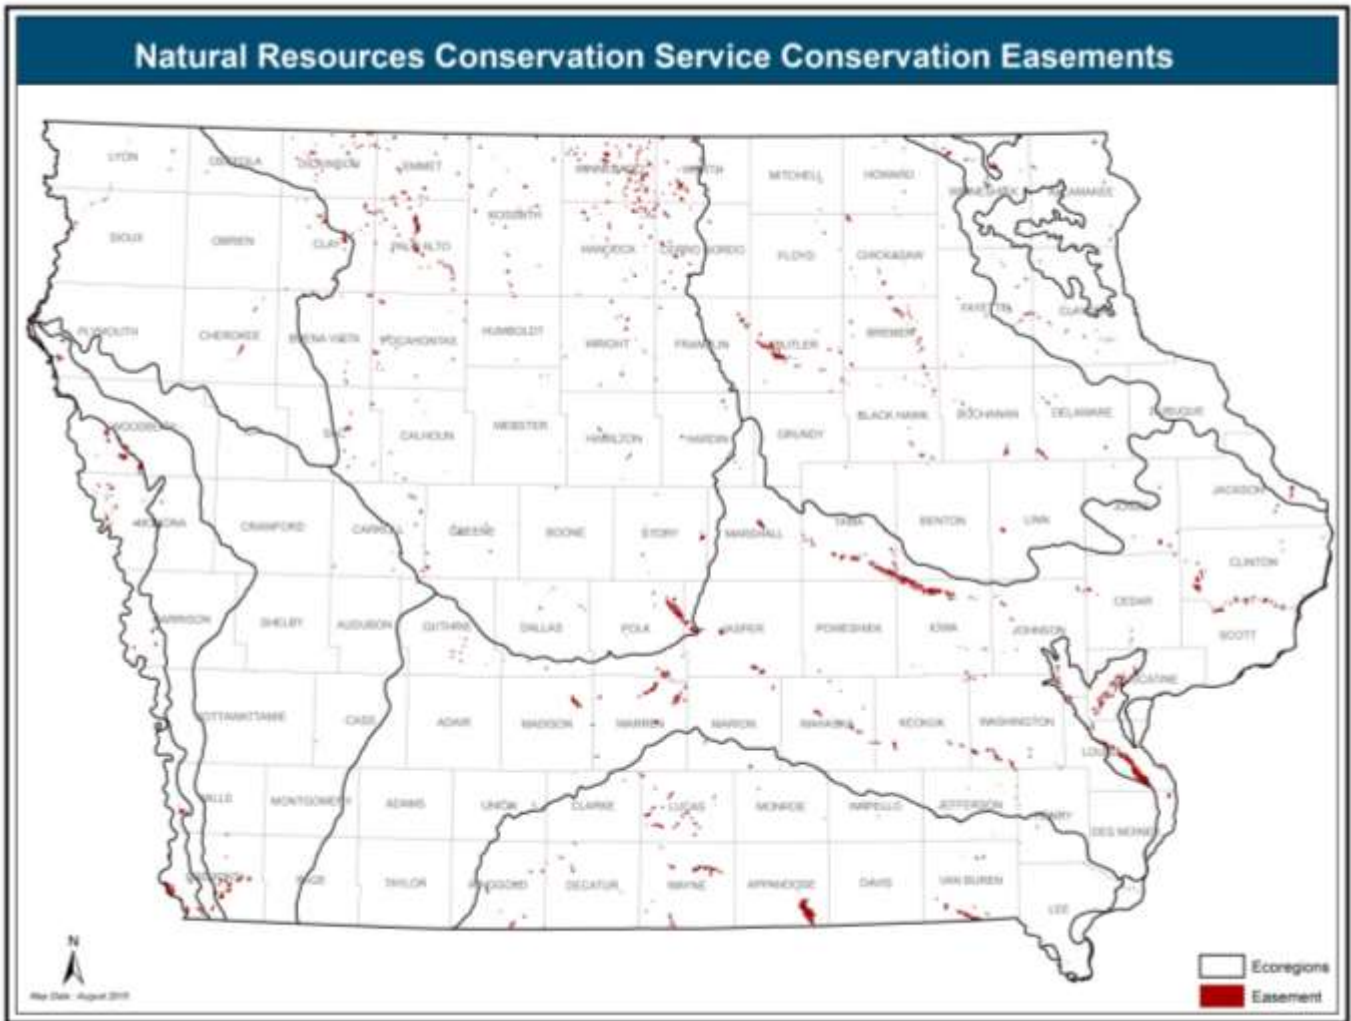 Natural Resources Conservation Service Conservation Easements
LYON
OSCEOLA
DICKINSON
EMMET
WINNEBAGO
WORTH
MITCHELL
HOWARD
WINNESHIEK
ALLAMAKEE
SIOUX
OBRIEN
CLAY
PALO ALTO
KOSSUTH
HANCOCK
CERRO GORDO
FLOYD
CHICKASAW
FAYETTE
CLAY
PLYMOUTH
CHEROKEE
BUENA VISTA
POCAHONTAS
HUMBOLDT
WRIGHT
FRANKLIN
BUTLER
BREMER
WOODBURY
SAC
CALHOUN
WEBSTER
HAMILTON
HARDIN
GRUNDY
BLACK HAWK
BUCHANAN
DELAWARE
DUBUQUE
MONONA
CRAWFORD
CARROLL
GREENE
BOONE
STORY
MARSHALL
TAMA
BENTON
LINN
JONES
JACKSON
CLINTON
HARRISON
SHELBY
AUDUBON
GUTHRIE
DALLAS
POLK
JASPER
POWESHIEK
IOWA
JOHNSON
CEDAR
SCOTT
POTTAWATTAMIE
CASS
ADAIR
MADISON
WARREN
MARION
MAHASKA
KEOKUK
WASHINGTON
MUSCATINE
LOUISA
MILLS
MONTGOMERY
ADAMS
UNION
CLARKE
LUCAS
MONROE
WAPELLO
JEFFERSON
HENRY
DES MOINES
FREMONT
PAGE
TAYLOR
RINGGOLD
DECATUR
WAYNE
APPANOOSE
DAVIS
VAN BUREN
LEE
N
Map Date: August 2015
Ecoregions
Easement